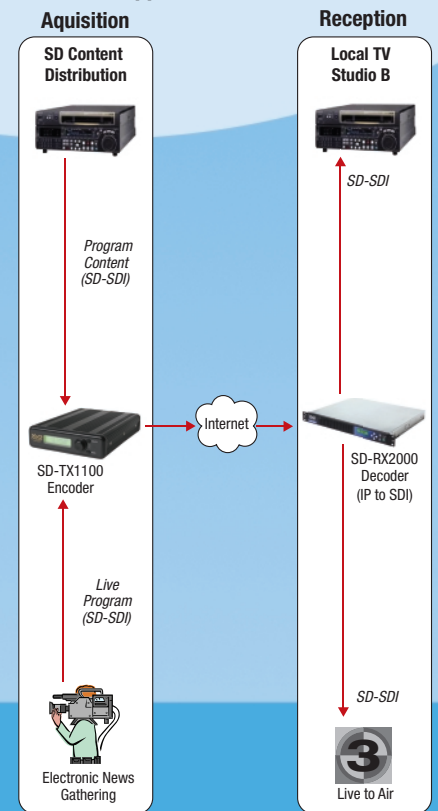 Aquisition
SD Content
Distribution
Program
Content
(SD-SDI)
SD-TX1100
Encoder
Live
Program
(SD-SDI)
Electronic News
Gathering
Internet
Reception
Local TV
Studio B
SD-SDI
SD-RX2000
Decoder
(IP to SDI)
SD-SDI
3
Live to Air